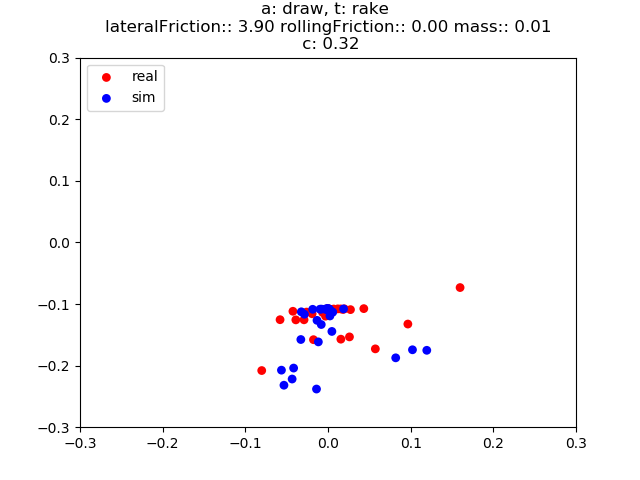 a: draw, t: rake
lateralFriction:: 3.90 rollingFriction:: 0.00 mass:: 0.01
c: 0.32
real
sim
0.3
0.2
0.1
0.0
−0.1
−0.2
−0.3
−0.3
−0.2
−0.1
0.0
0.1
0.2
0.3